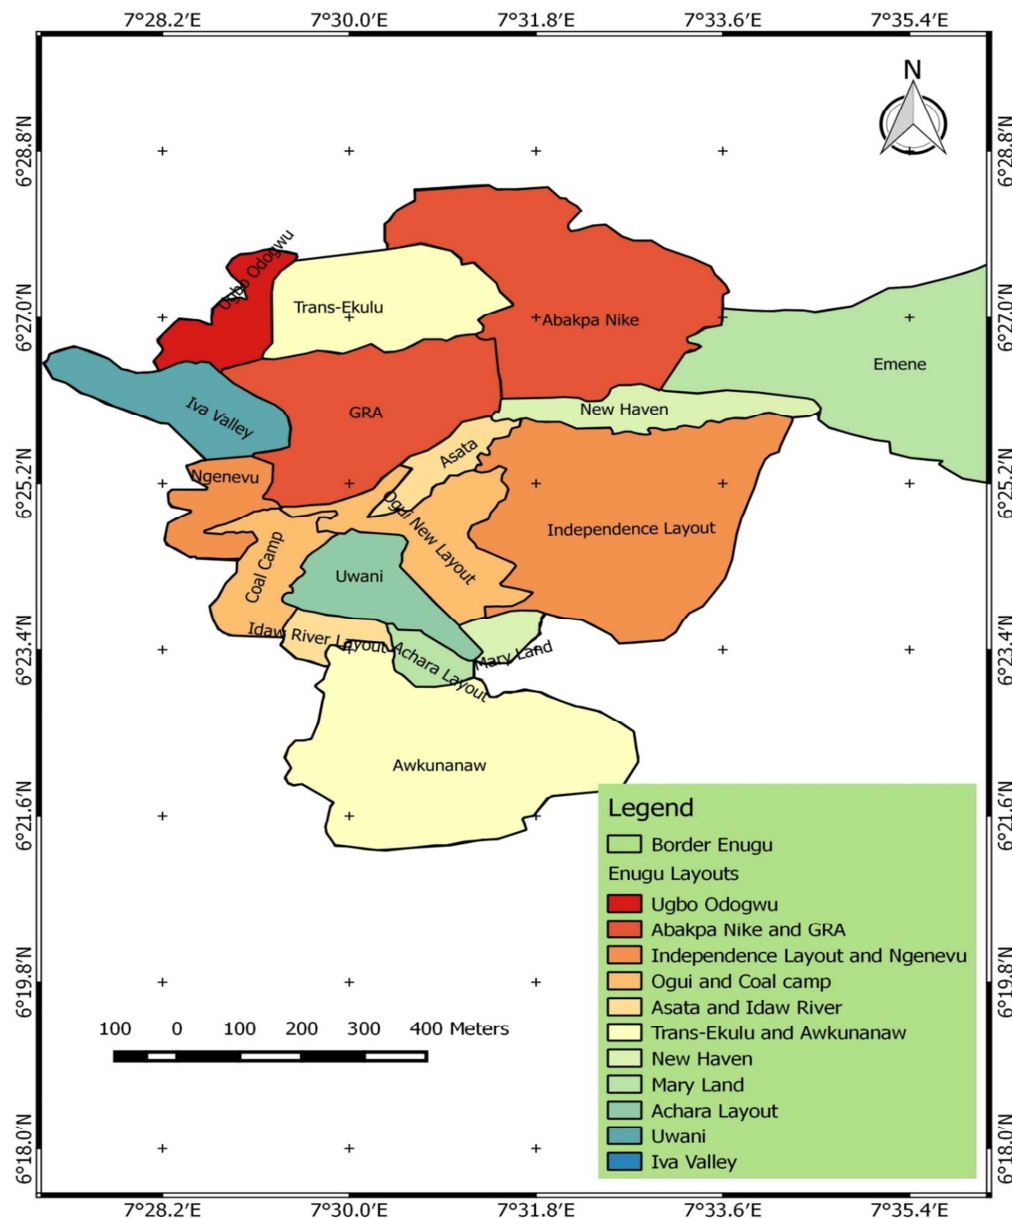 7°28.2′E 7°30.0′E 7°31.8′E 7°33.6′E 7°35.4′E
N
6°28.8′N 6°28.8′N
Ugbo Odogwu
6°27.0′N 6°27.0′N
Trans-Ekulu
Abakpa Nike
Emene
Iva Valley
GRA
New Haven
Asata
6°25.2′N 6°25.2′N
Ngenevu
Ogui New Layout
Independence Layout
Coal Camp
Uwani
6°23.4′N 6°23.4′N
Idaw River Layout
Achara Layout
Mary Land
Awkunanaw
6°21.6′N 6°21.6′N
Legend
Border Enugu
Enugu Layouts
Ugbo Odogwu
Abakpa Nike and GRA
Independence Layout and Ngenevu
Ogui and Coal camp
Asata and Idaw River
Trans-Ekulu and Awkunanaw
New Haven
Mary Land
Achara Layout
Uwani
Iva Valley
6°19.8′N 6°19.8′N
100 0 100 200 300 400 Meters
6°18.0′N 6°18.0′N
7°28.2′E 7°30.0′E 7°31.8′E 7°33.6′E 7°35.4′E